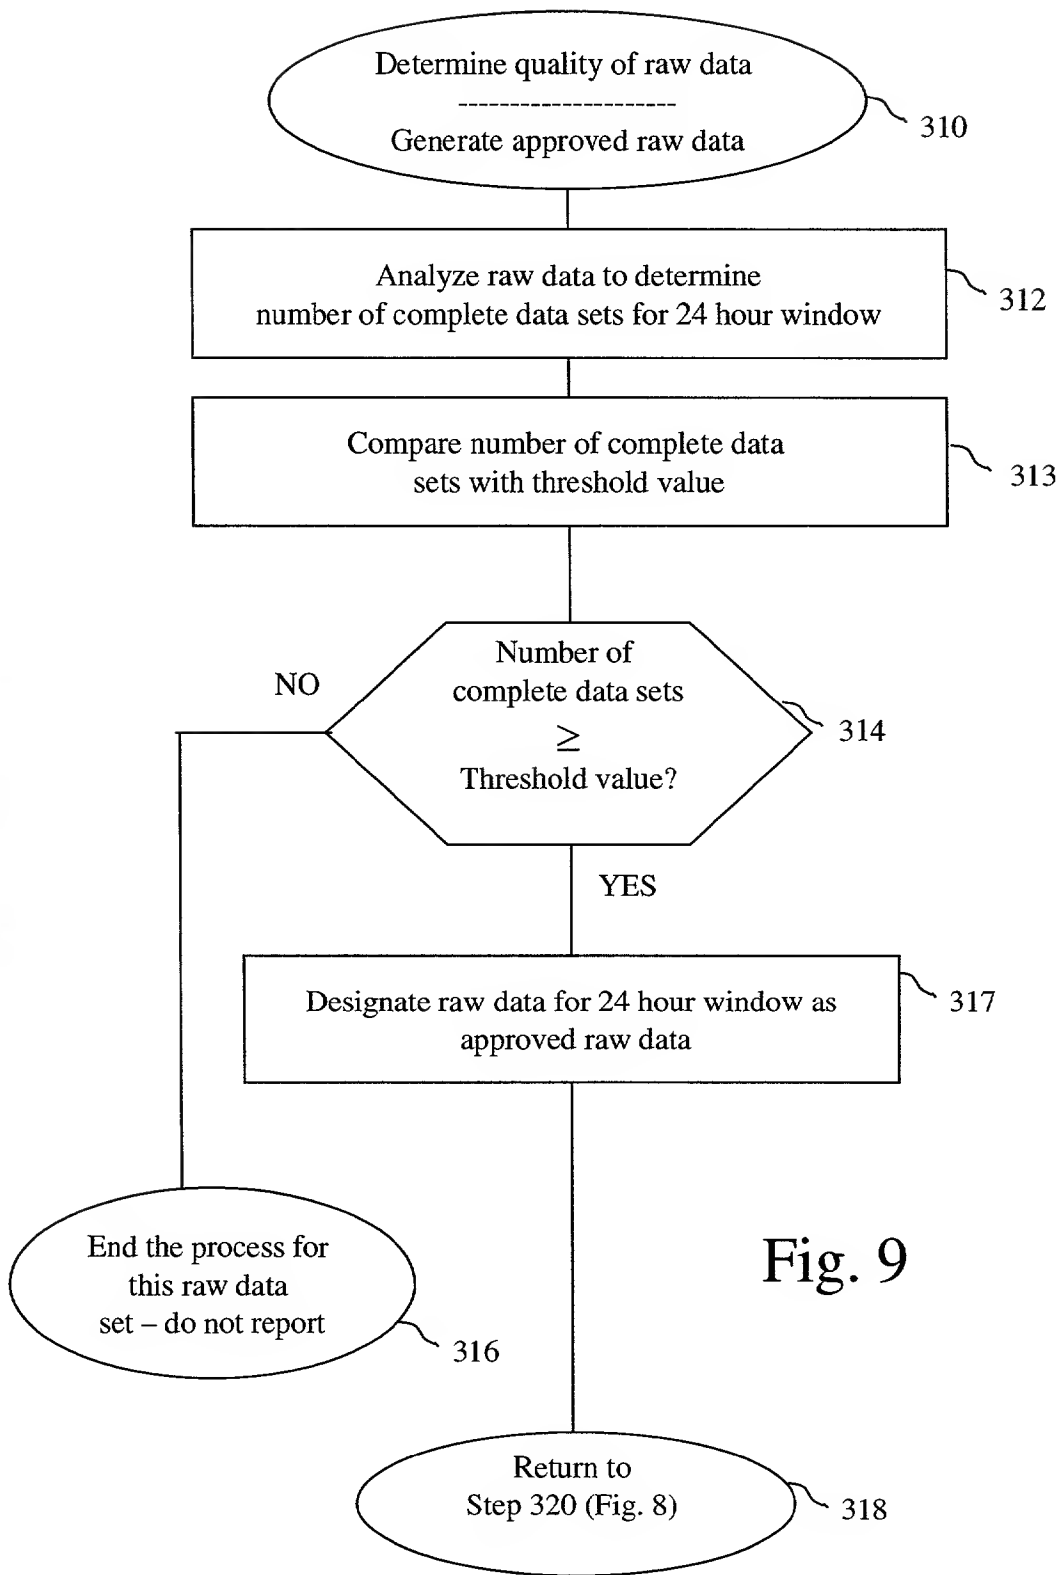 Determine quality of raw data
---------------------
Generate approved raw data
310
Analyze raw data to determine
number of complete data sets for 24 hour window
312
Compare number of complete data
sets with threshold value
313
Number of
complete data sets
≥
Threshold value?
314
NO
YES
Designate raw data for 24 hour window as
approved raw data
317
End the process for
this raw data
set – do not report
316
Fig. 9
Return to
Step 320 (Fig. 8)
318